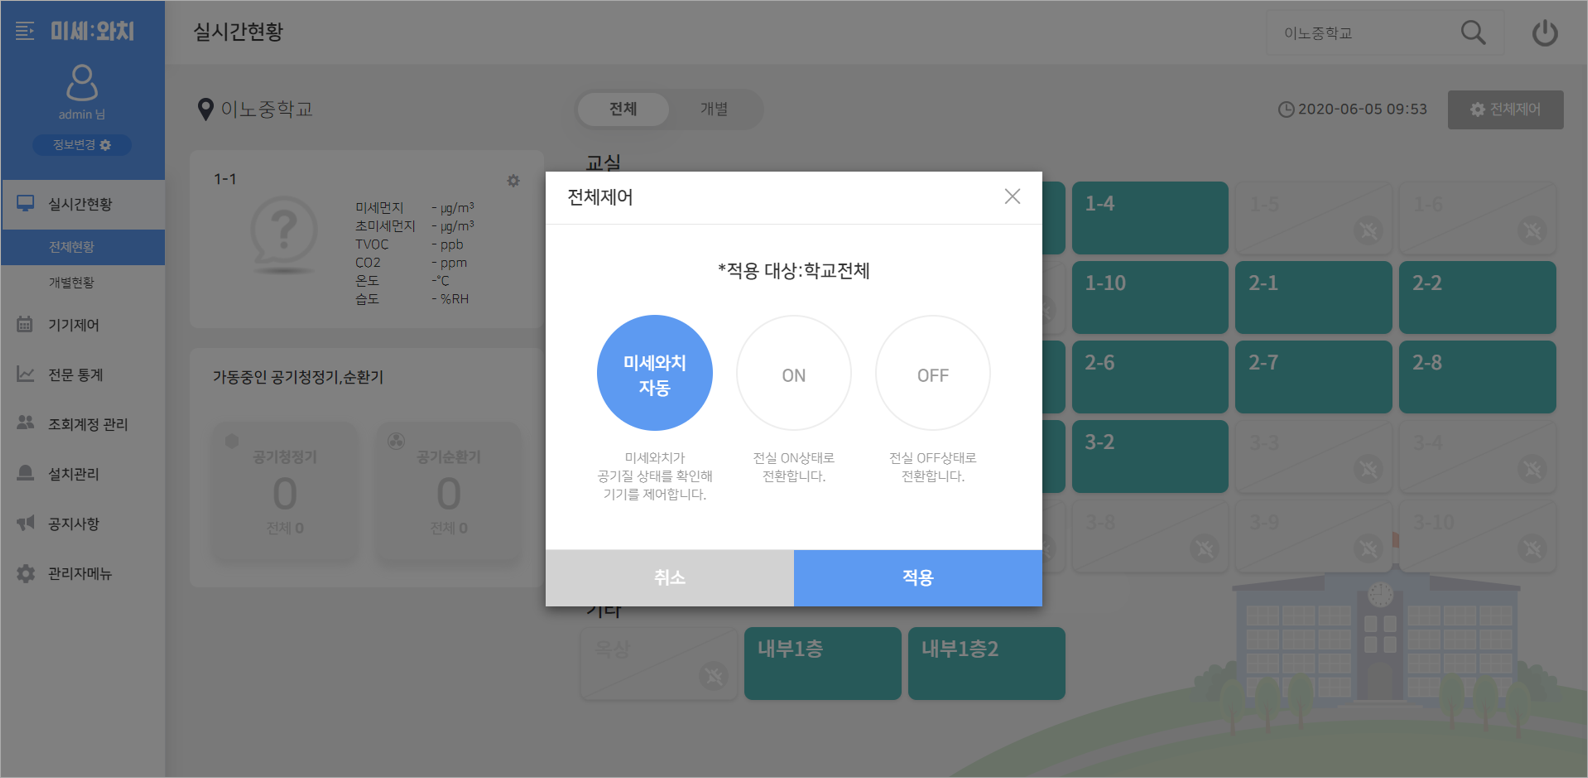 미세:와치
admin 님
정보변경
실시간현황
전체현황
개별현황
기기제어
전문 통계
조회계정 관리
설치관리
공지사항
관리자메뉴
실시간현황
이노중학교
이노중학교
전체
개별
2020-06-05 09:53
전체제어
1-1
?
미세먼지 - μg/m³
초미세먼지 - μg/m³
TVOC - ppb
CO2 - ppm
온도 -°C
습도 - %RH
가동중인 공기청정기,순환기
공기청정기
0
전체 0
공기순환기
0
전체 0
교실
1-4
1-5
1-6
1-10
2-1
2-2
2-6
2-7
2-8
3-2
3-3
3-4
3-8
3-9
3-10
기타
옥상
내부1층
내부1층2
전체제어
*적용 대상:학교전체
미세와치
자동
ON
OFF
미세와치가
공기질 상태를 확인해
기기를 제어합니다.
전실 ON상태로
전환합니다.
전실 OFF상태로
전환합니다.
취소
적용